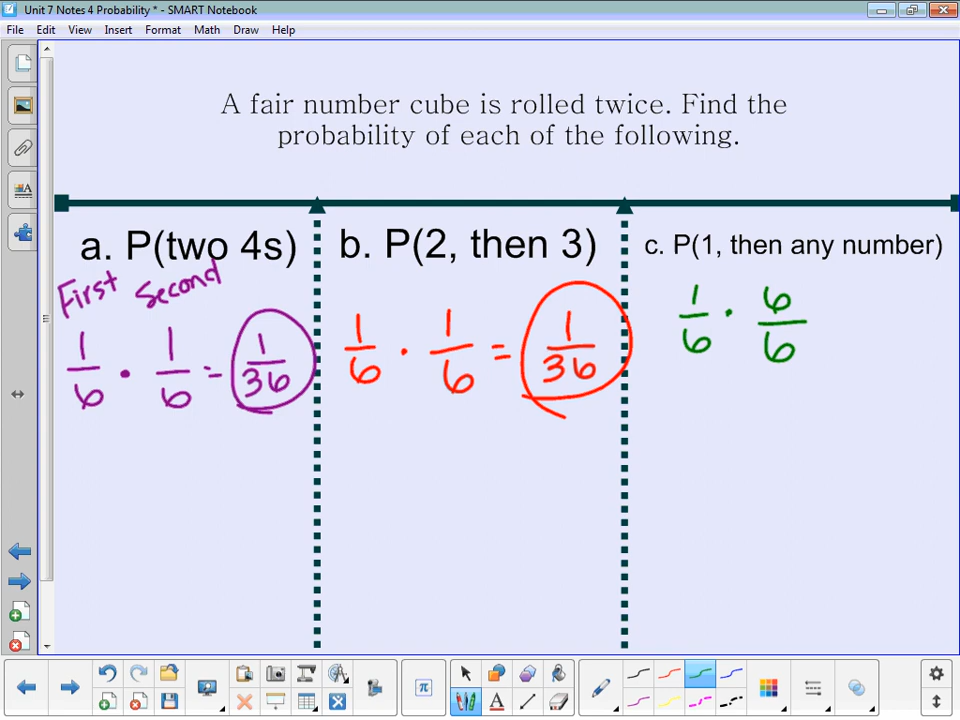 Unit 7 Notes 4 Probability * - SMART Notebook
File Edit View Insert Format Math Draw Help
A fair number cube is rolled twice. Find the
probability of each of the following.
a. P(two 4s)
First Second
1/6 • 1/6 = 1/36
b. P(2, then 3)
1/6 • 1/6 = 1/36
c. P(1, then any number)
1/6 • 6/6
π
A